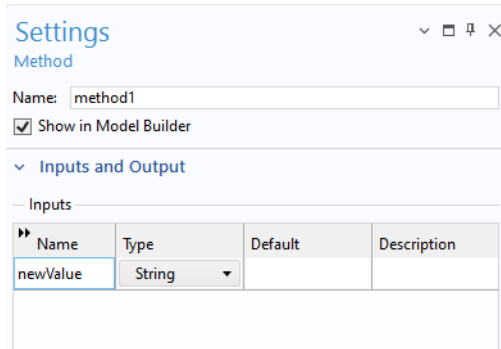 Settings
Method
Name: method1
Show in Model Builder
Inputs and Output
Inputs
Name Type Default Description
newValue String